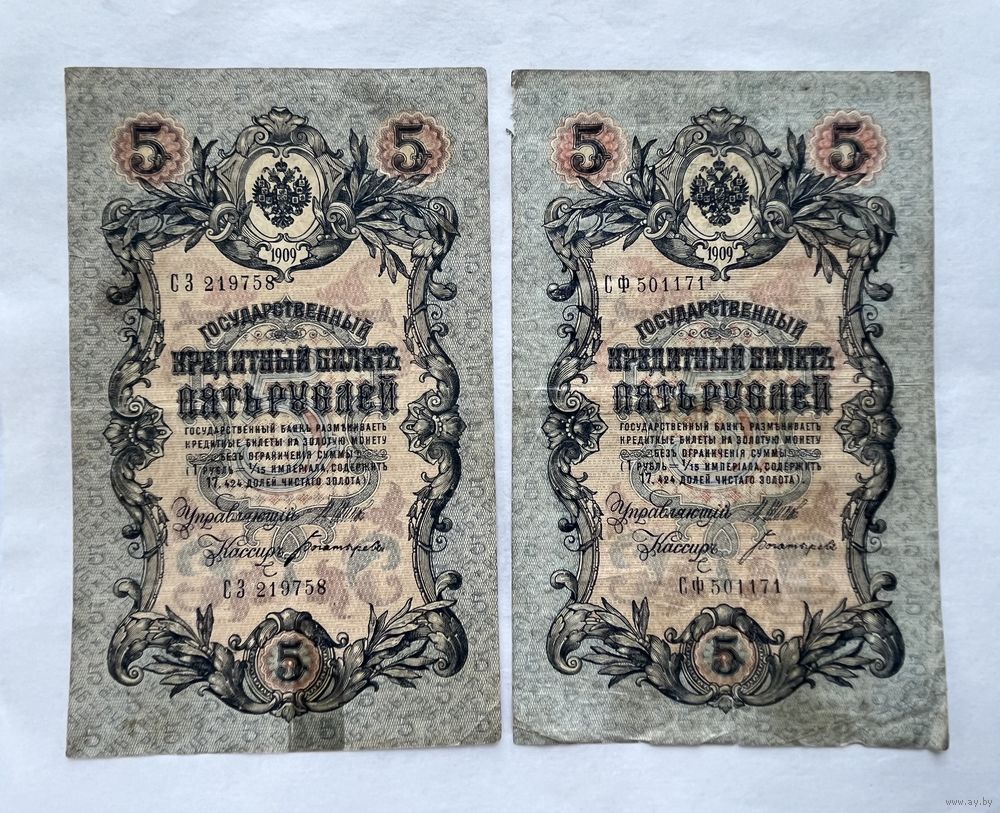 5 5
1909
СЗ 219758
ГОСУДАРСТВЕННЫЙ
КРЕДИТНЫЙ БИЛЕТЪ
ПЯТЬ РУБЛЕЙ
ГОСУДАРСТВЕННЫЙ БАНКЪ РАЗМѢНИВАЕТЪ
КРЕДИТНЫЕ БИЛЕТЫ НА ЗОЛОТУЮ МОНЕТУ
БЕЗЪ ОГРАНИЧЕНІЯ СУММЫ
(1 РУБЛЬ = 1/15 ИМПЕРІАЛА, СОДЕРЖИТЪ
17,424 ДОЛЕЙ ЧИСТАГО ЗОЛОТА).
Управляющій
Кассиръ Богатырев
СЗ 219758
5
5 5
1909
СФ 501171
ГОСУДАРСТВЕННЫЙ
КРЕДИТНЫЙ БИЛЕТЪ
ПЯТЬ РУБЛЕЙ
ГОСУДАРСТВЕННЫЙ БАНКЪ РАЗМѢНИВАЕТЪ
КРЕДИТНЫЕ БИЛЕТЫ НА ЗОЛОТУЮ МОНЕТУ
БЕЗЪ ОГРАНИЧЕНІЯ СУММЫ
(1 РУБЛЬ = 1/15 ИМПЕРІАЛА, СОДЕРЖИТЪ
17,424 ДОЛЕЙ ЧИСТАГО ЗОЛОТА).
Управляющій
Кассиръ Богатырев
СФ 501171
5
www.ay.by